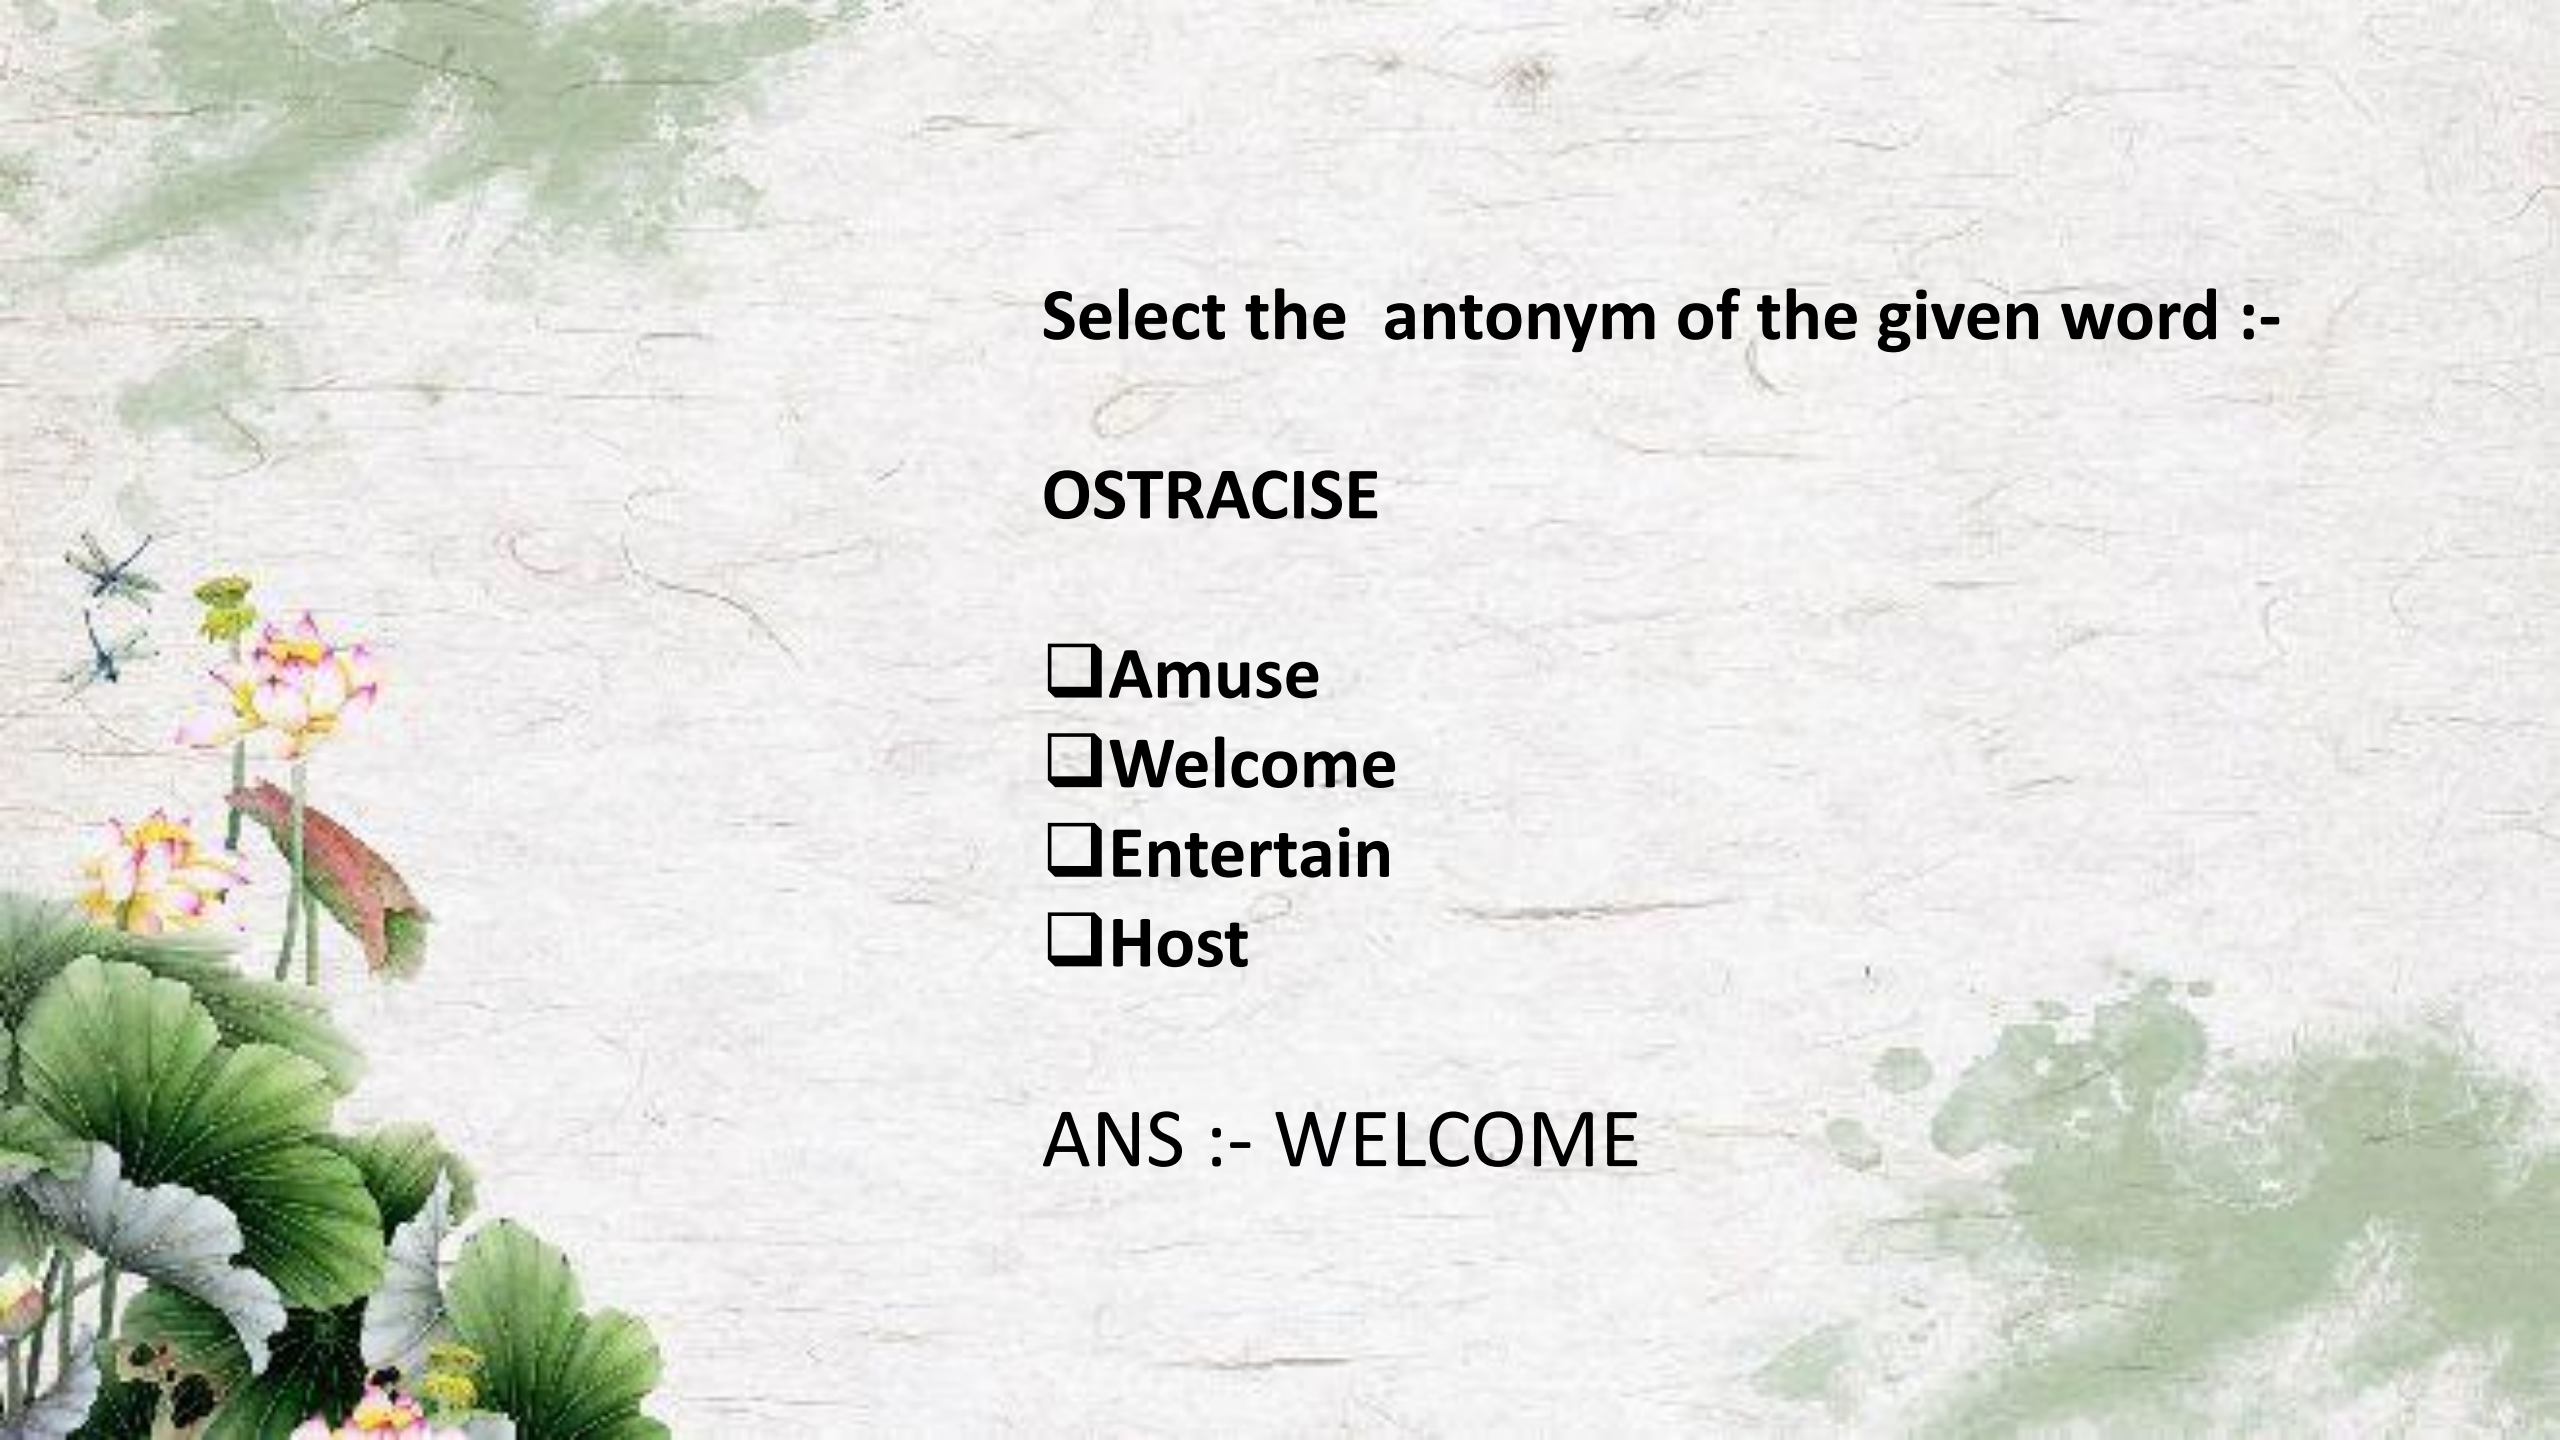 Select the  antonym of the given word :-
OSTRACISE
❑Amuse
❑Welcome
❑Entertain
❑Host
ANS :- WELCOME